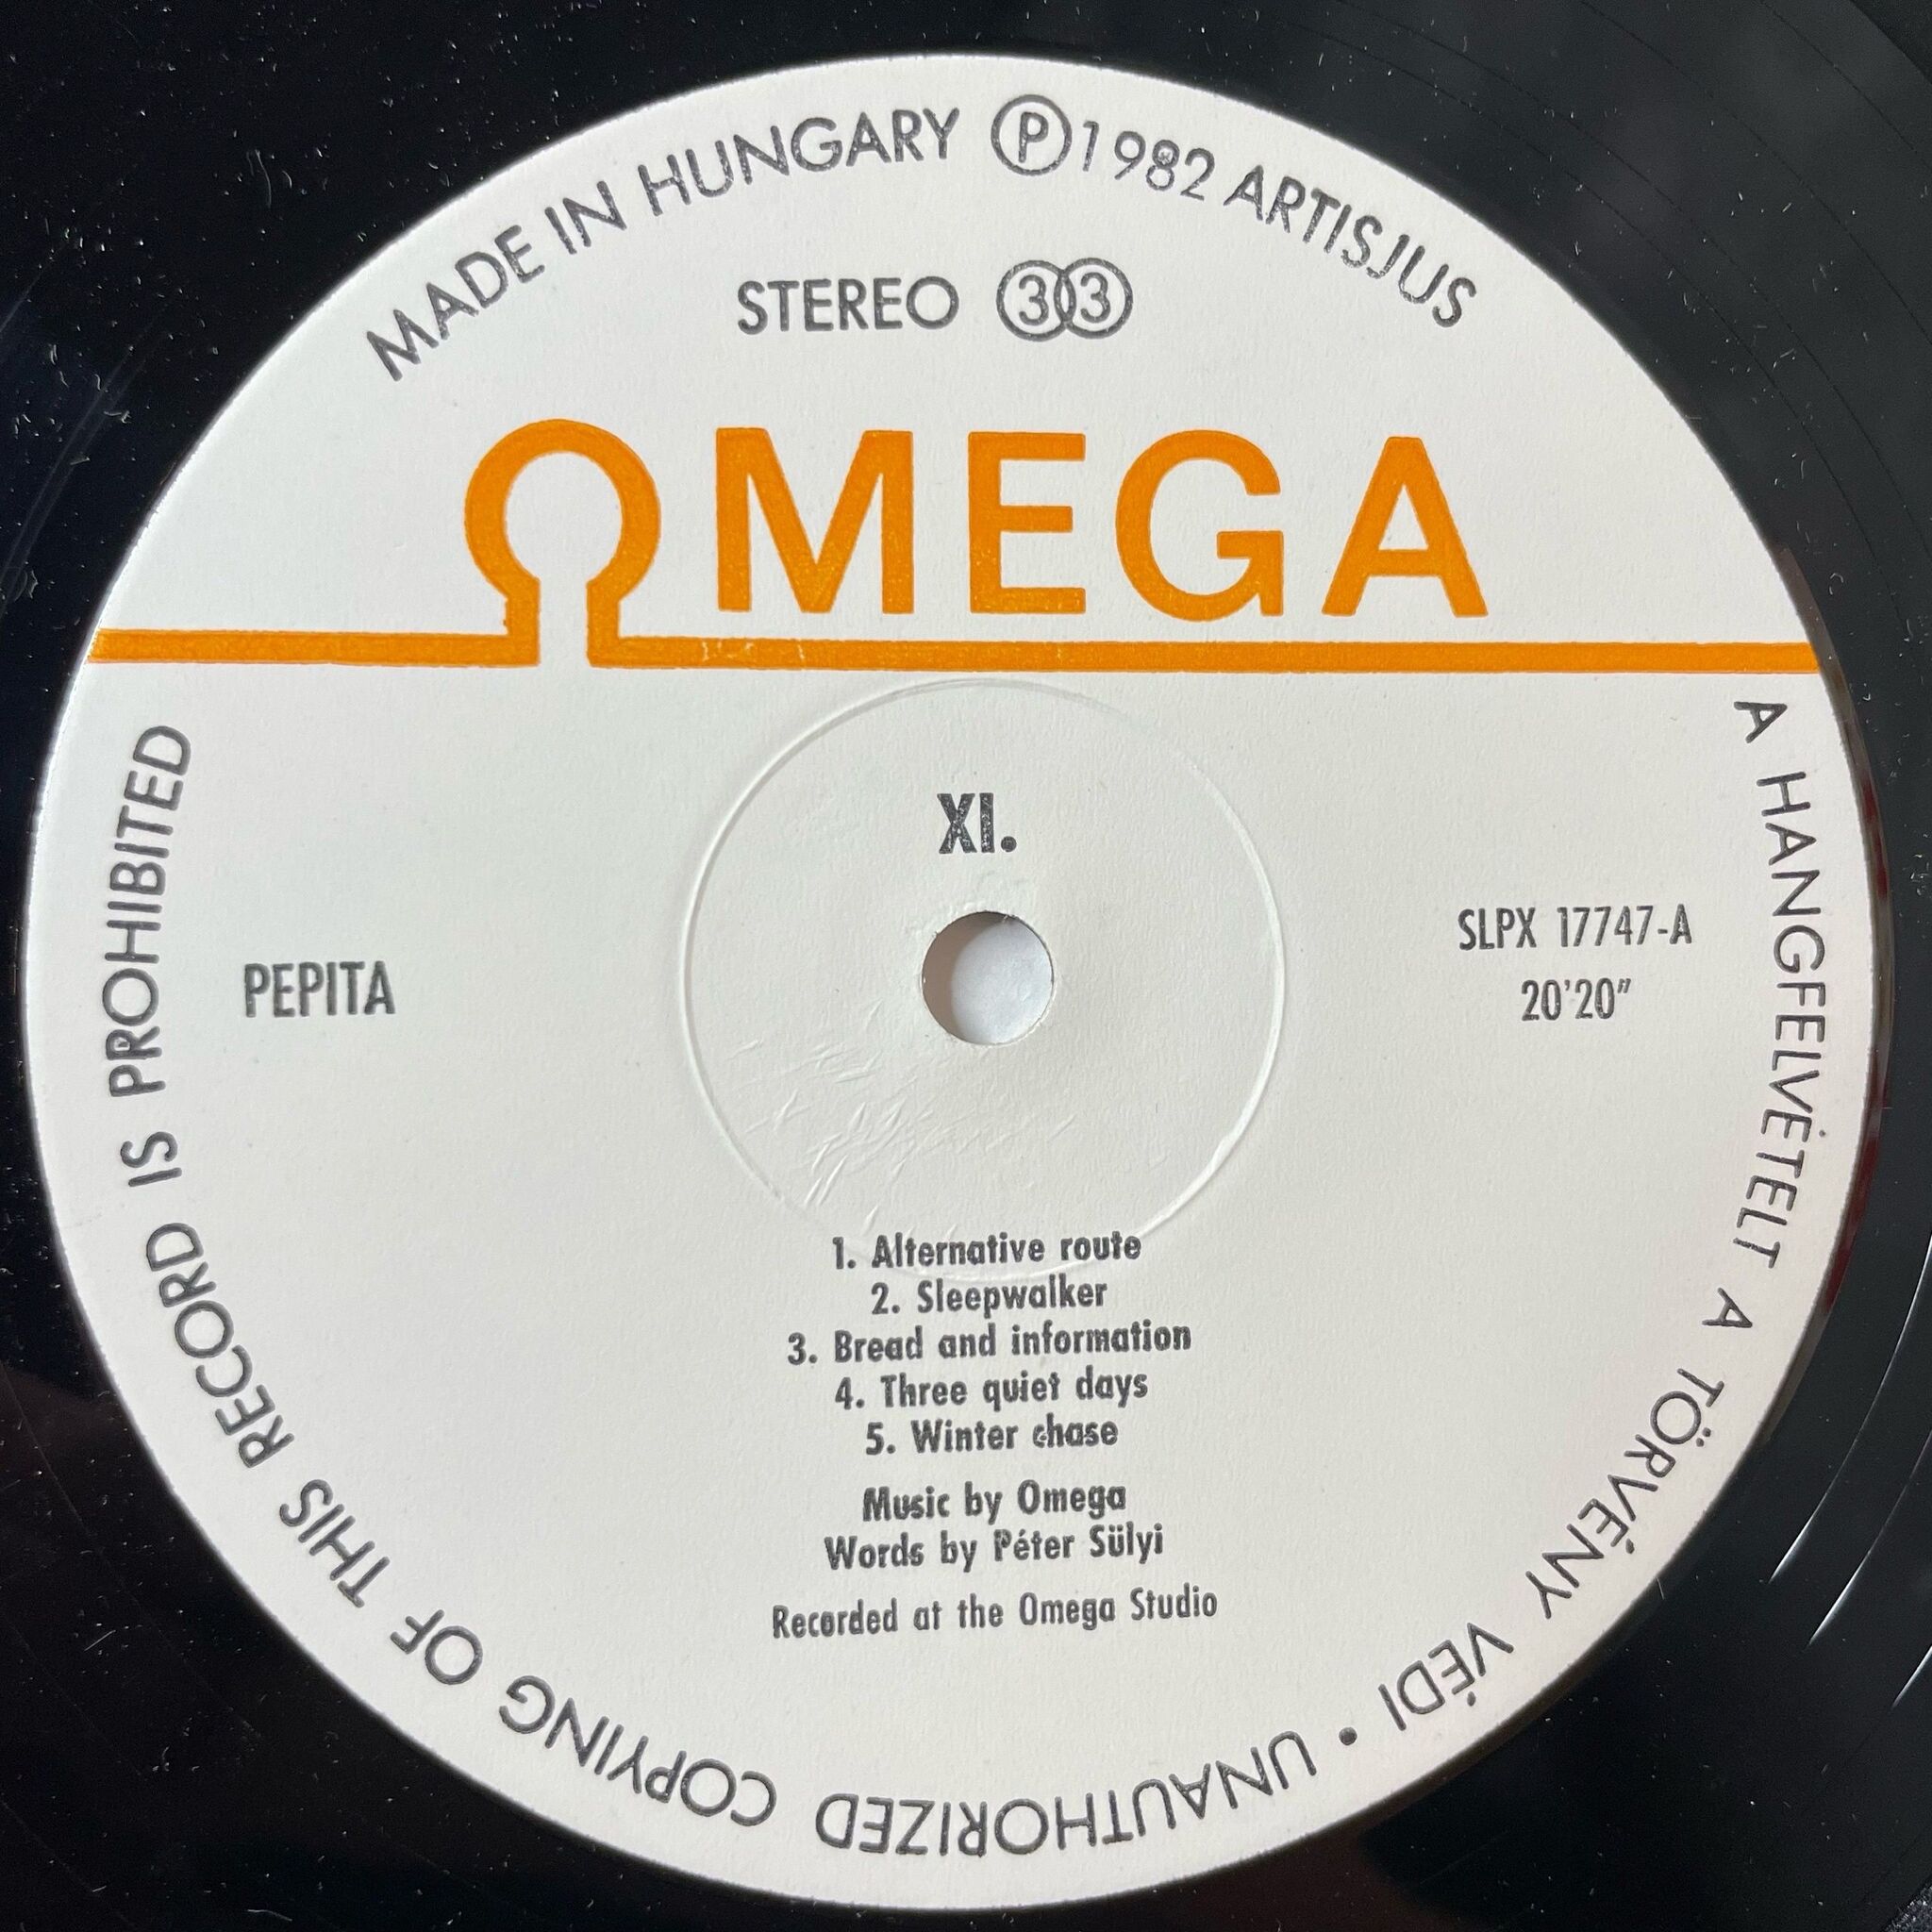 MADE IN HUNGARY Ⓟ1982 ARTISJUS
STEREO 33
ΩMEGA
XI.
PEPITA
SLPX 17747-A
20'20"
1. Alternative route
2. Sleepwalker
3. Bread and information
4. Three quiet days
5. Winter chase
Music by Omega
Words by Péter Sülyi
Recorded at the Omega Studio
A HANGFELVÉTELT A TÖRVÉNY VÉDI • UNAUTHORIZED COPYING OF THIS RECORD IS PROHIBITED